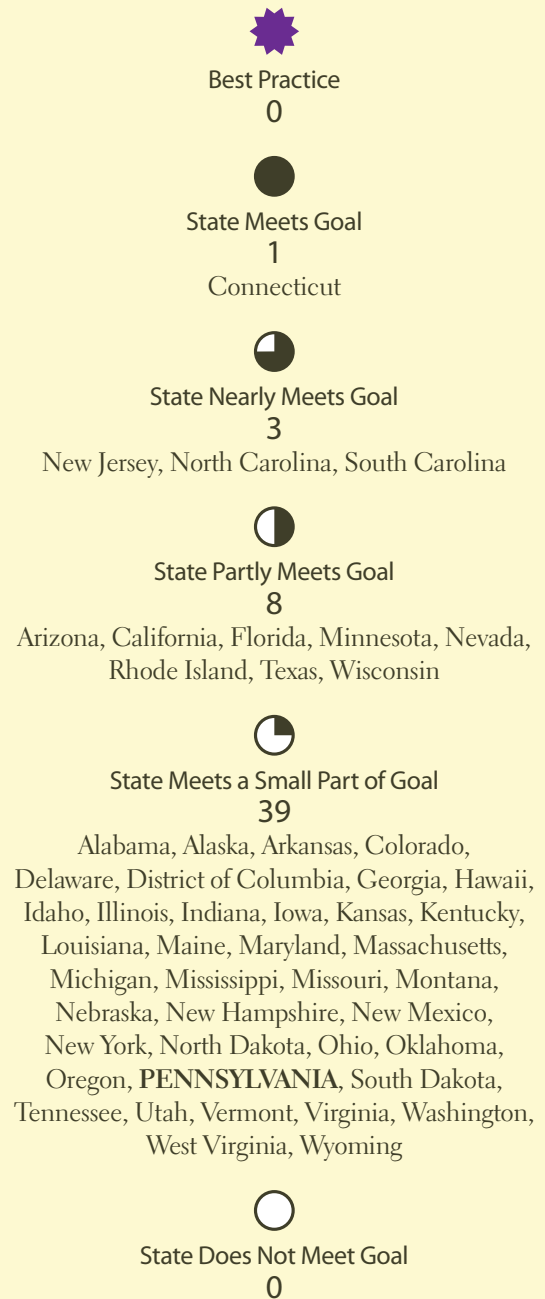 Best Practice
0
State Meets Goal
1
Connecticut
State Nearly Meets Goal
3
New Jersey, North Carolina, South Carolina
State Partly Meets Goal
8
Arizona, California, Florida, Minnesota, Nevada,
Rhode Island, Texas, Wisconsin
State Meets a Small Part of Goal
39
Alabama, Alaska, Arkansas, Colorado,
Delaware, District of Columbia, Georgia, Hawaii,
Idaho, Illinois, Indiana, Iowa, Kansas, Kentucky,
Louisiana, Maine, Maryland, Massachusetts,
Michigan, Mississippi, Missouri, Montana,
Nebraska, New Hampshire, New Mexico,
New York, North Dakota, Ohio, Oklahoma,
Oregon, PENNSYLVANIA, South Dakota,
Tennessee, Utah, Vermont, Virginia, Washington,
West Virginia, Wyoming
State Does Not Meet Goal
0